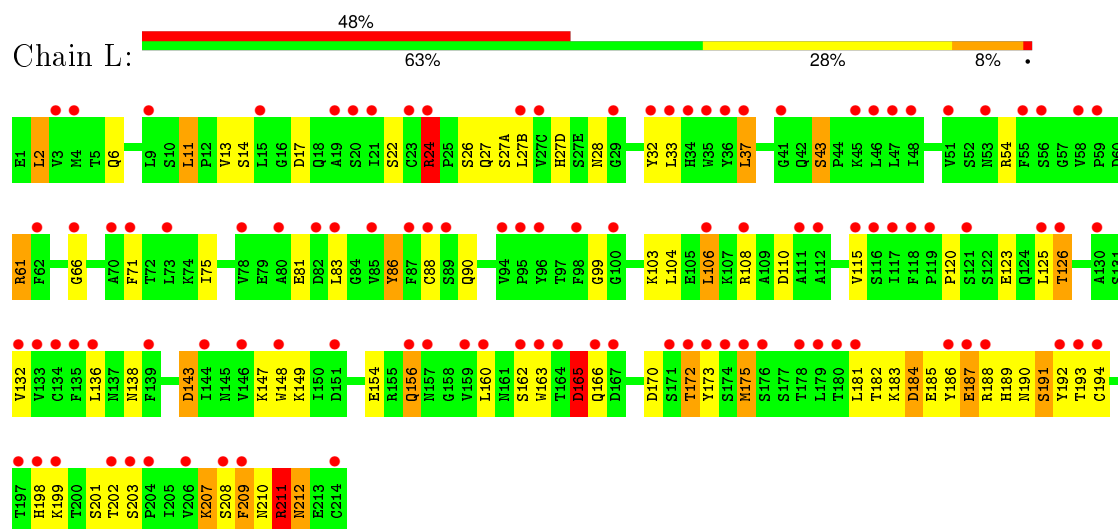 48%
Chain L:
63% 28% 8% •
E1 L2 V3 M4 T5 Q6 L9 S10 L11 P12 V13 S14 L15 G16 D17 Q18 A19 S20 I21 S22 C23 R24 P25 S26 Q27 S27A L27B V27C H27D S27E N28 G29 Y32 L33 H34 W35 Y36 L37 G41 Q42 S43 P44 K45 L46 L47 I48 V51 S52 N53 R54 F55 S56 G57 V58 P59 D60
R61 F62 G66 A70 F71 T72 L73 K74 I75 V78 E79 A80 E81 D82 L83 G84 V85 Y86 F87 C88 S89 Q90 V94 P95 Y96 T97 F98 G99 G100 K103 L104 E105 L106 K107 R108 A109 D110 A111 A112 V115 S116 I117 F118 P119 P120 S121 S122 E123 Q124 L125 T126 A130 S131
V132 V133 C134 F135 L136 N137 N138 F139 D143 I144 N145 V146 K147 W148 K149 I150 D151 E154 R155 Q156 N157 G158 V159 L160 N161 S162 W163 T164 D165 Q166 D167 D170 S171 T172 Y173 S174 M175 S176 S177 T178 L179 T180 L181 T182 K183 D184 E185 Y186 E187 R188 H189 N190 S191 Y192 T193 C194
T197 H198 K199 T200 S201 T202 S203 P204 I205 V206 K207 S208 F209 N210 R211 N212 E213 C214